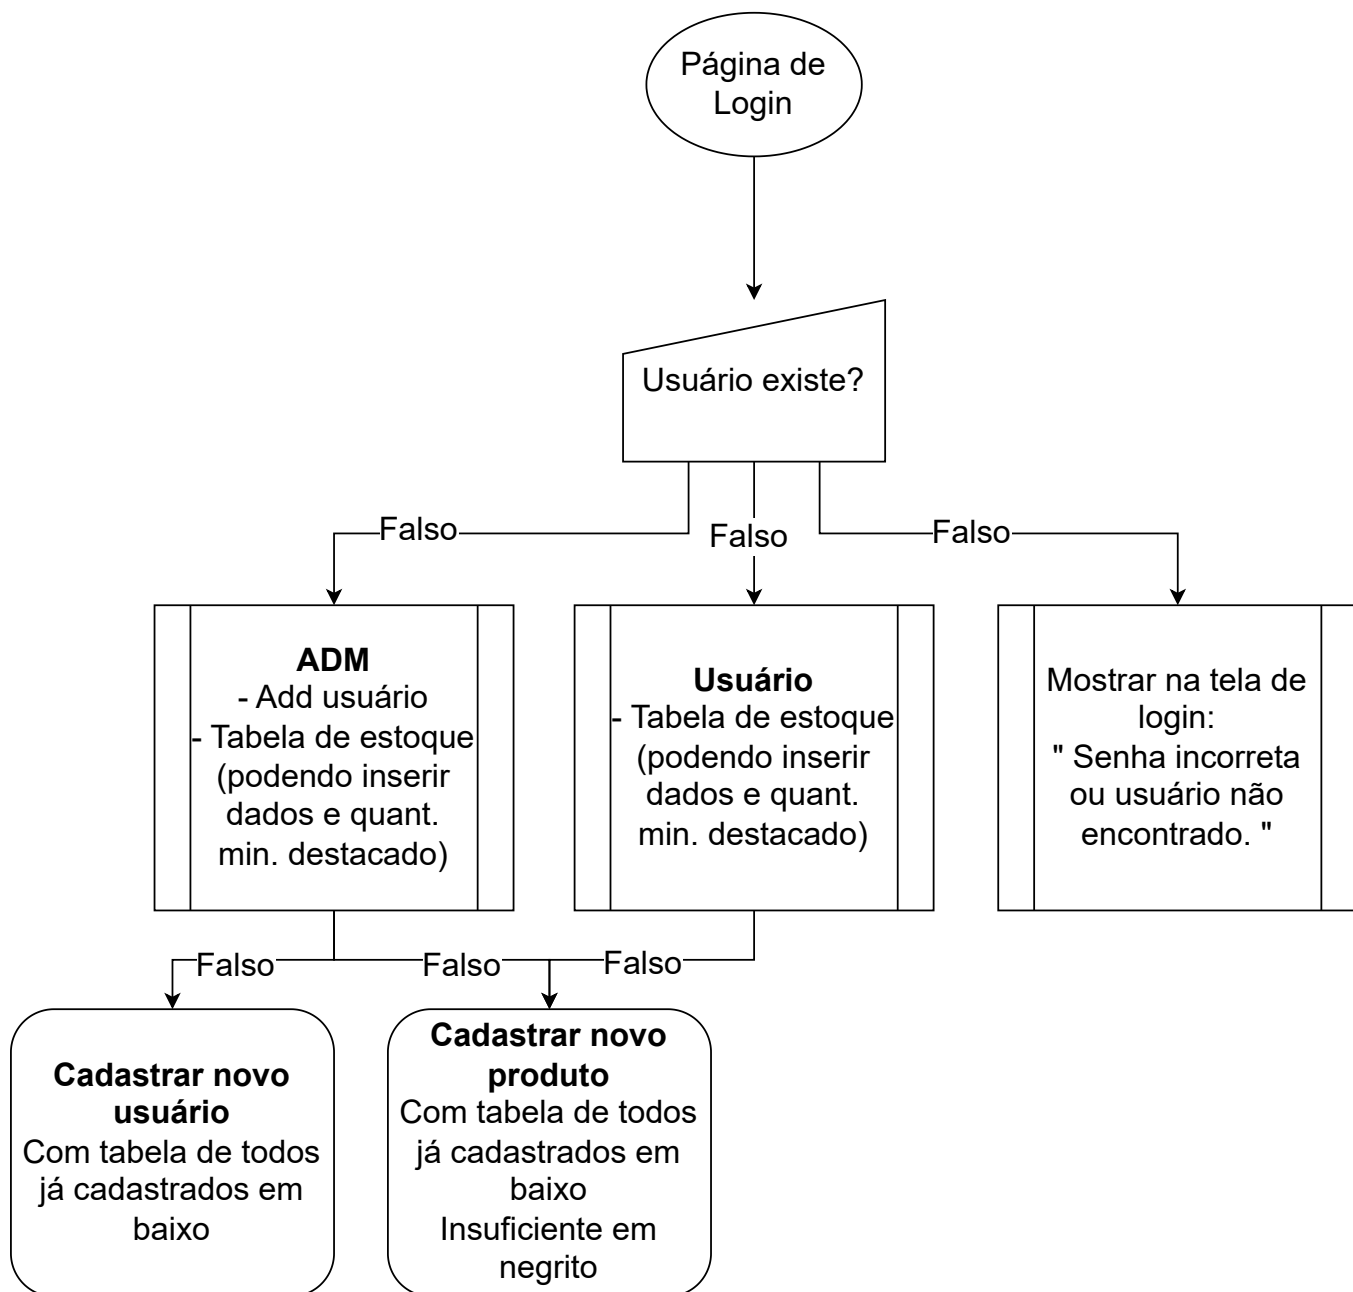 Página de
Login
Usuário existe?
Falso
Falso
Falso
ADM
- Add usuário
- Tabela de estoque
(podendo inserir
dados e quant.
min. destacado)
Usuário
- Tabela de estoque
(podendo inserir
dados e quant.
min. destacado)
Mostrar na tela de
login:
" Senha incorreta
ou usuário não
encontrado. "
Falso
Falso
Falso
Cadastrar novo
usuário
Com tabela de todos
já cadastrados em
baixo
Cadastrar novo
produto
Com tabela de todos
já cadastrados em
baixo
Insuficiente em
negrito